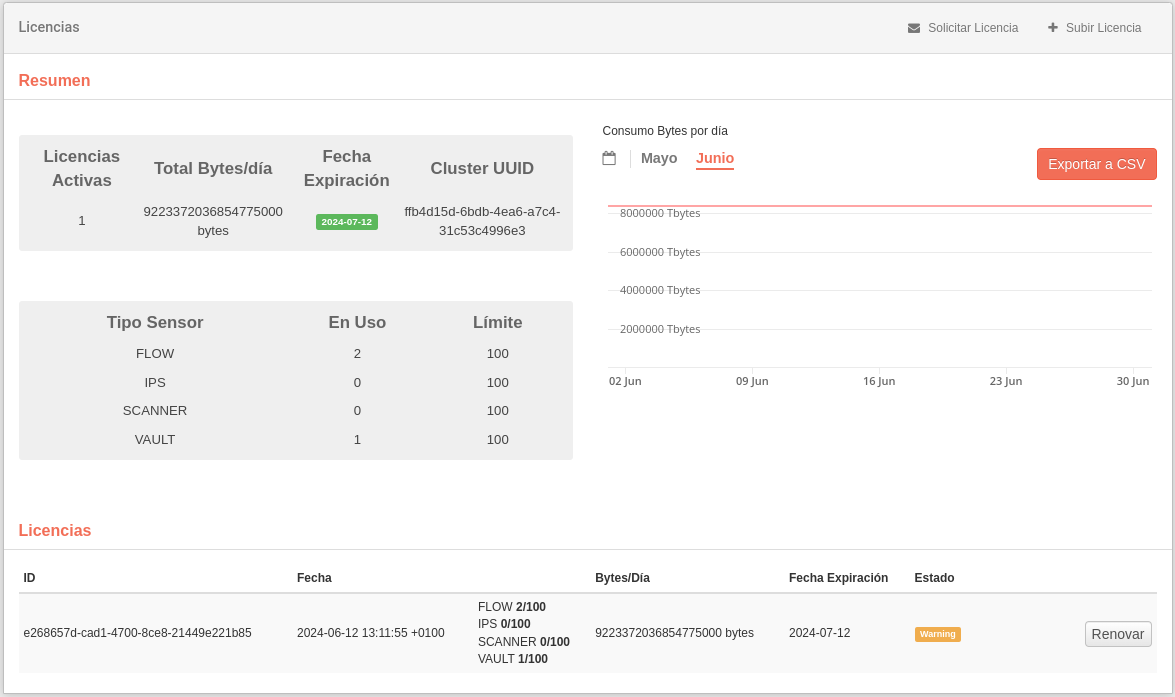 Licencias
Solicitar Licencia
Subir Licencia
Resumen
Licencias Activas
Total Bytes/día
Fecha Expiración
Cluster UUID
1
9223372036854775000 bytes
2024-07-12
ffb4d15d-6bdb-4ea6-a7c4-
31c53c4996e3
Tipo Sensor En Uso Límite
FLOW 2 100
IPS 0 100
SCANNER 0 100
VAULT 1 100
Consumo Bytes por día
Mayo Junio
Exportar a CSV
8000000 Tbytes
6000000 Tbytes
4000000 Tbytes
2000000 Tbytes
02 Jun 09 Jun 16 Jun 23 Jun 30 Jun
Licencias
ID Fecha Bytes/Día Fecha Expiración Estado
e268657d-cad1-4700-8ce8-21449e221b85
2024-06-12 13:11:55 +0100
FLOW 2/100
IPS 0/100
SCANNER 0/100
VAULT 1/100
9223372036854775000 bytes
2024-07-12
Warning
Renovar